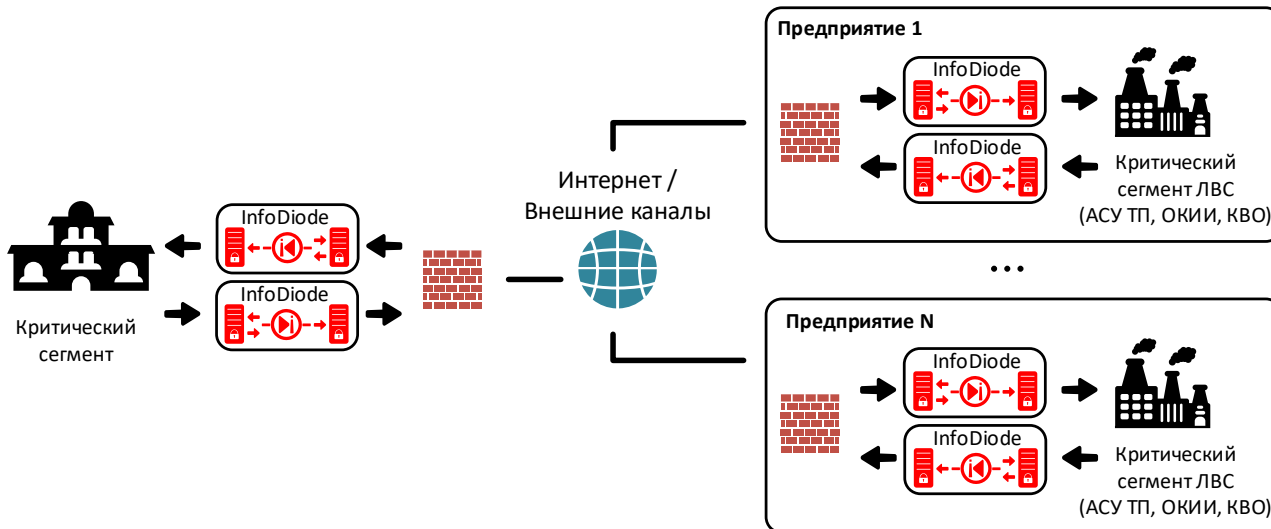 Предприятие 1
InfoDiode
InfoDiode
Критический
сегмент ЛВС
(АСУ ТП, ОКИИ, КВО)
Интернет /
Внешние каналы
InfoDiode
InfoDiode
Критический
сегмент
...
Предприятие N
InfoDiode
InfoDiode
Критический
сегмент ЛВС
(АСУ ТП, ОКИИ, КВО)